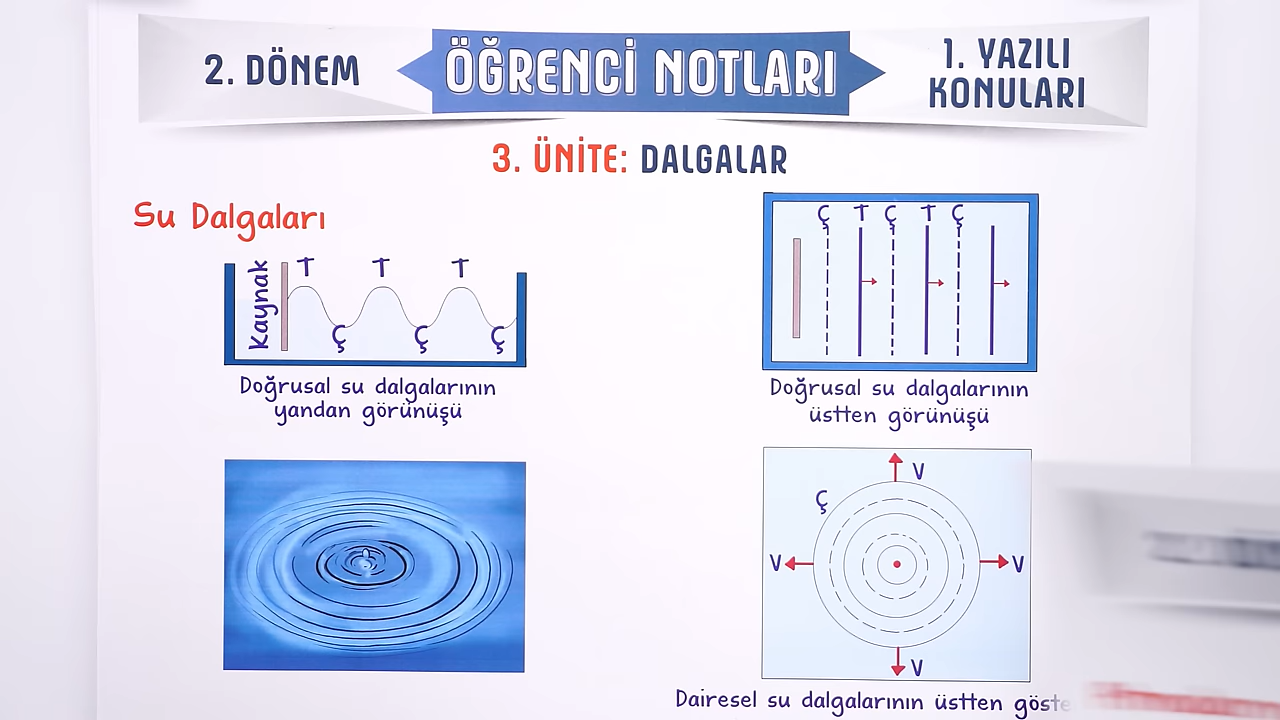 2. DÖNEM
ÖĞRENCİ NOTLARI
1. YAZILI
KONULARI
3. ÜNİTE: DALGALAR
Su Dalgaları
Kaynak
T T T
Ç Ç Ç
Doğrusal su dalgalarının
yandan görünüşü
Ç T Ç T Ç
Doğrusal su dalgalarının
üstten görünüşü
V
Ç
V V
V
Dairesel su dalgalarının üstten